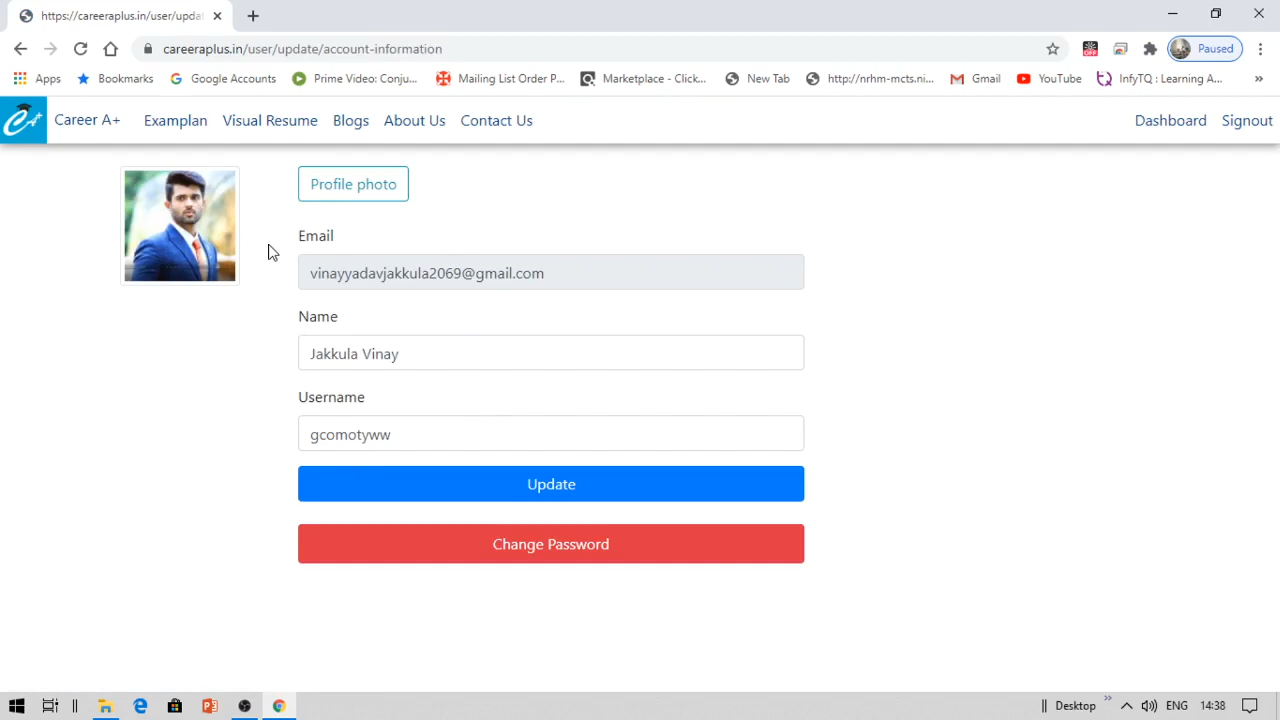 https://careeraplus.in/user/upda
careeraplus.in/user/update/account-information
Paused
Apps
Bookmarks
Google Accounts
Prime Video: Conju...
Mailing List Order P...
Marketplace - Click...
New Tab
http://nrhm-mcts.ni...
Gmail
YouTube
InfyTQ : Learning A...
»
Career A+
Examplan
Visual Resume
Blogs
About Us
Contact Us
Dashboard
Signout
Profile photo
Email
vinayyadavjakkula2069@gmail.com
Name
Jakkula Vinay
Username
gcomotyww
Update
Change Password
Desktop
»
ENG
14:38